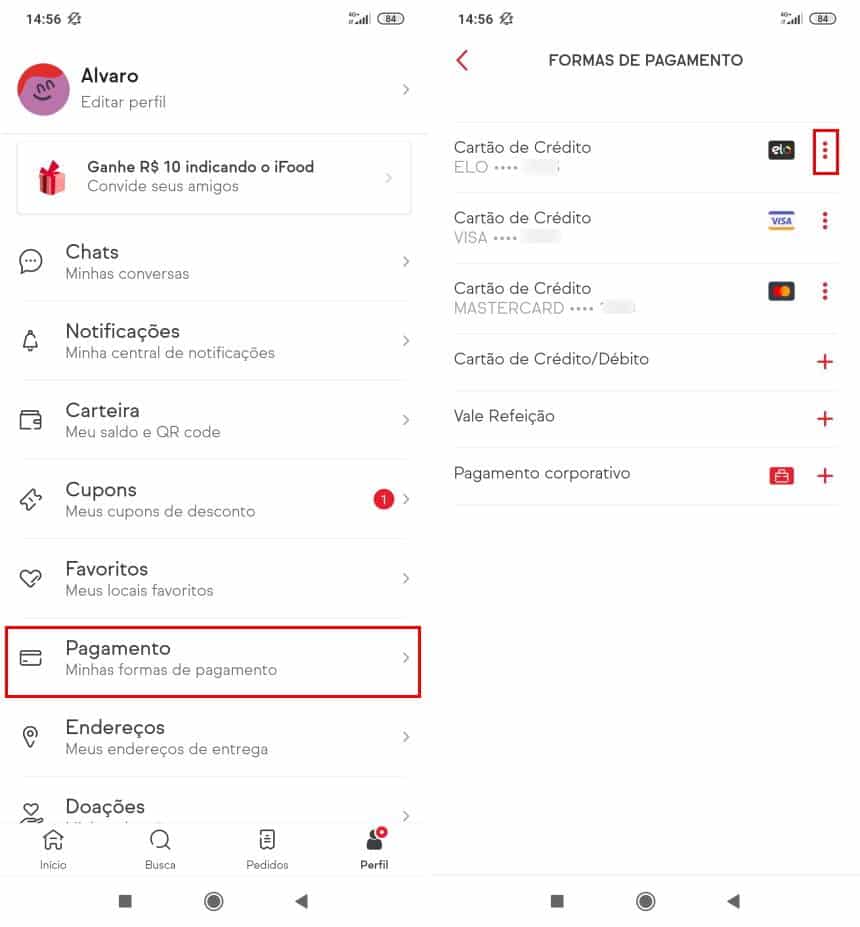 14:56
4G+
84
Alvaro
Editar perfil
Ganhe R$ 10 indicando o iFood
Convide seus amigos
Chats
Minhas conversas
Notificações
Minha central de notificações
Carteira
Meu saldo e QR code
Cupons
Meus cupons de desconto
1
Favoritos
Meus locais favoritos
Pagamento
Minhas formas de pagamento
Endereços
Meus endereços de entrega
Doações
Início
Busca
Pedidos
Perfil
14:56
4G+
84
FORMAS DE PAGAMENTO
Cartão de Crédito
ELO ••••
elo
Cartão de Crédito
VISA ••••
VISA
Cartão de Crédito
MASTERCARD ••••
Cartão de Crédito/Débito
Vale Refeição
Pagamento corporativo